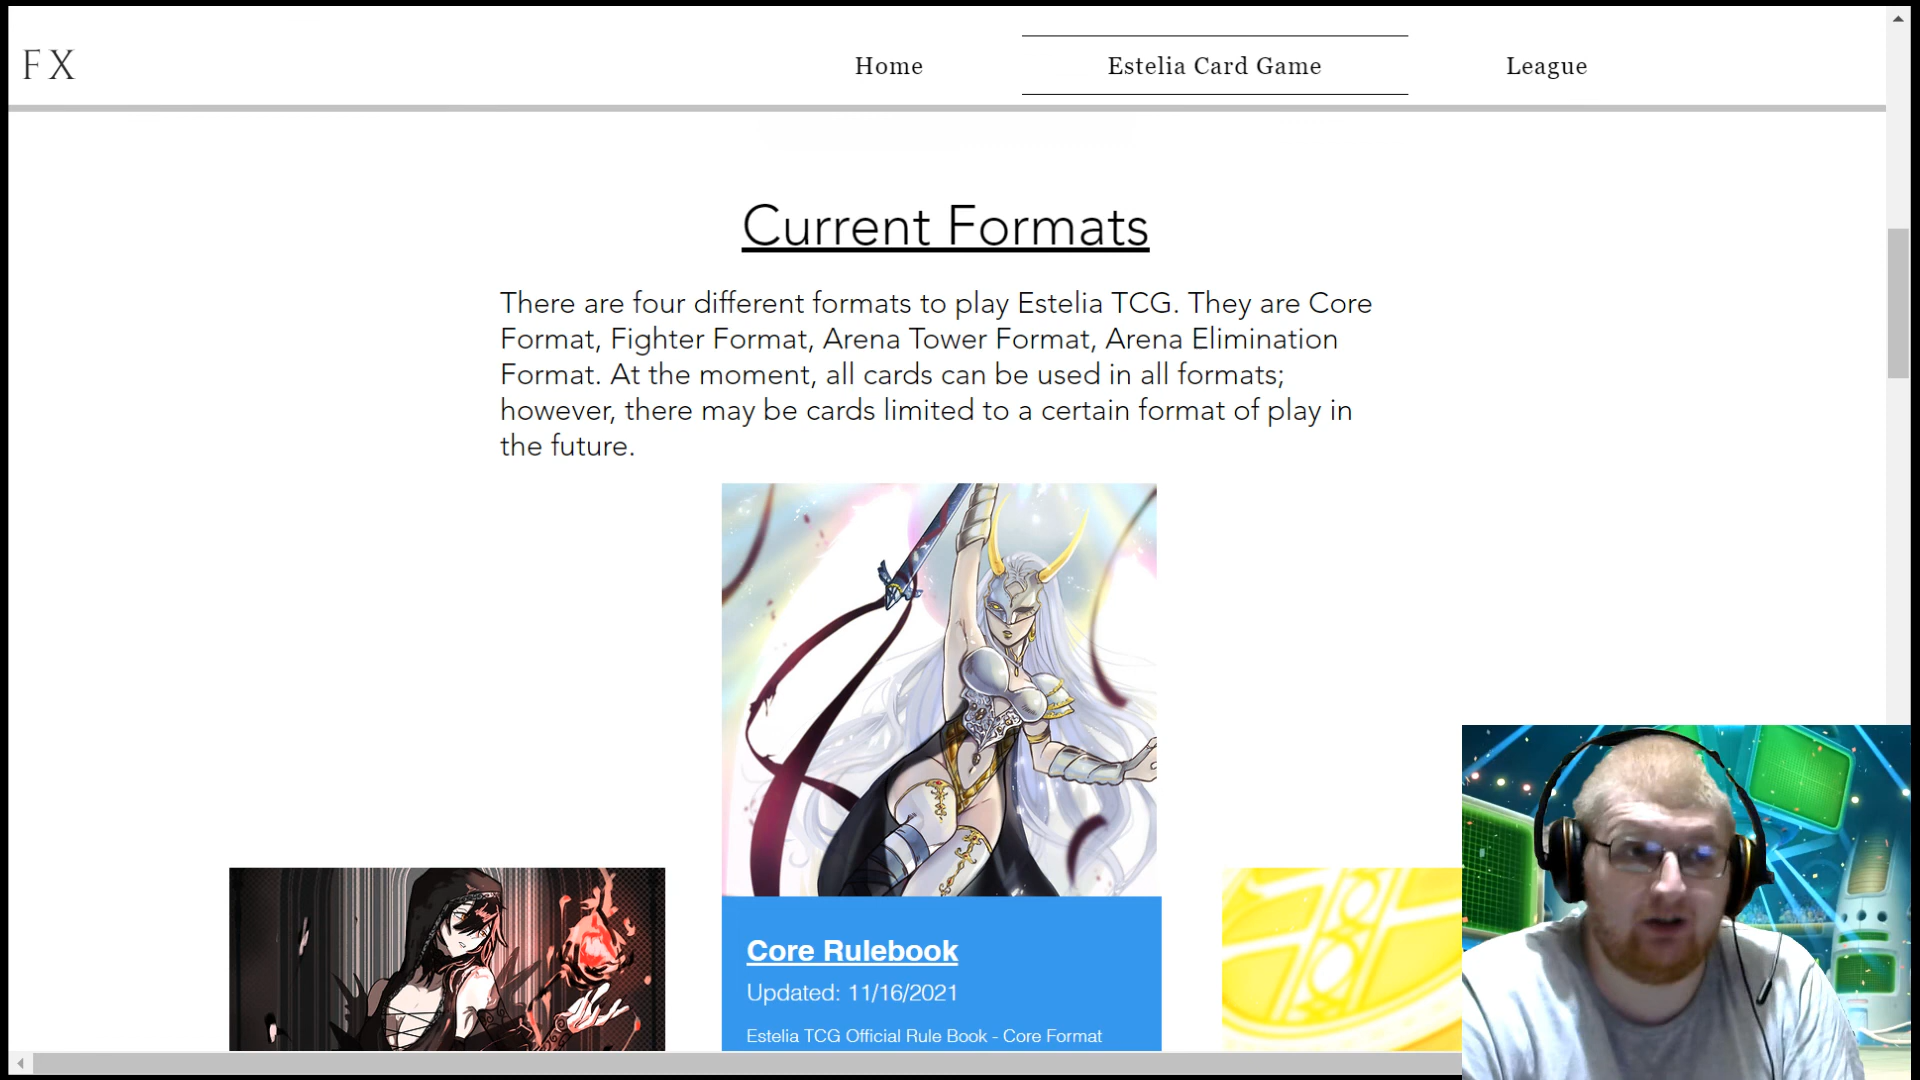 FX
Home
Estelia Card Game
League
Current Formats
There are four different formats to play Estelia TCG. They are Core
Format, Fighter Format, Arena Tower Format, Arena Elimination
Format. At the moment, all cards can be used in all formats;
however, there may be cards limited to a certain format of play in
the future.
Core Rulebook
Updated: 11/16/2021
Estelia TCG Official Rule Book - Core Format